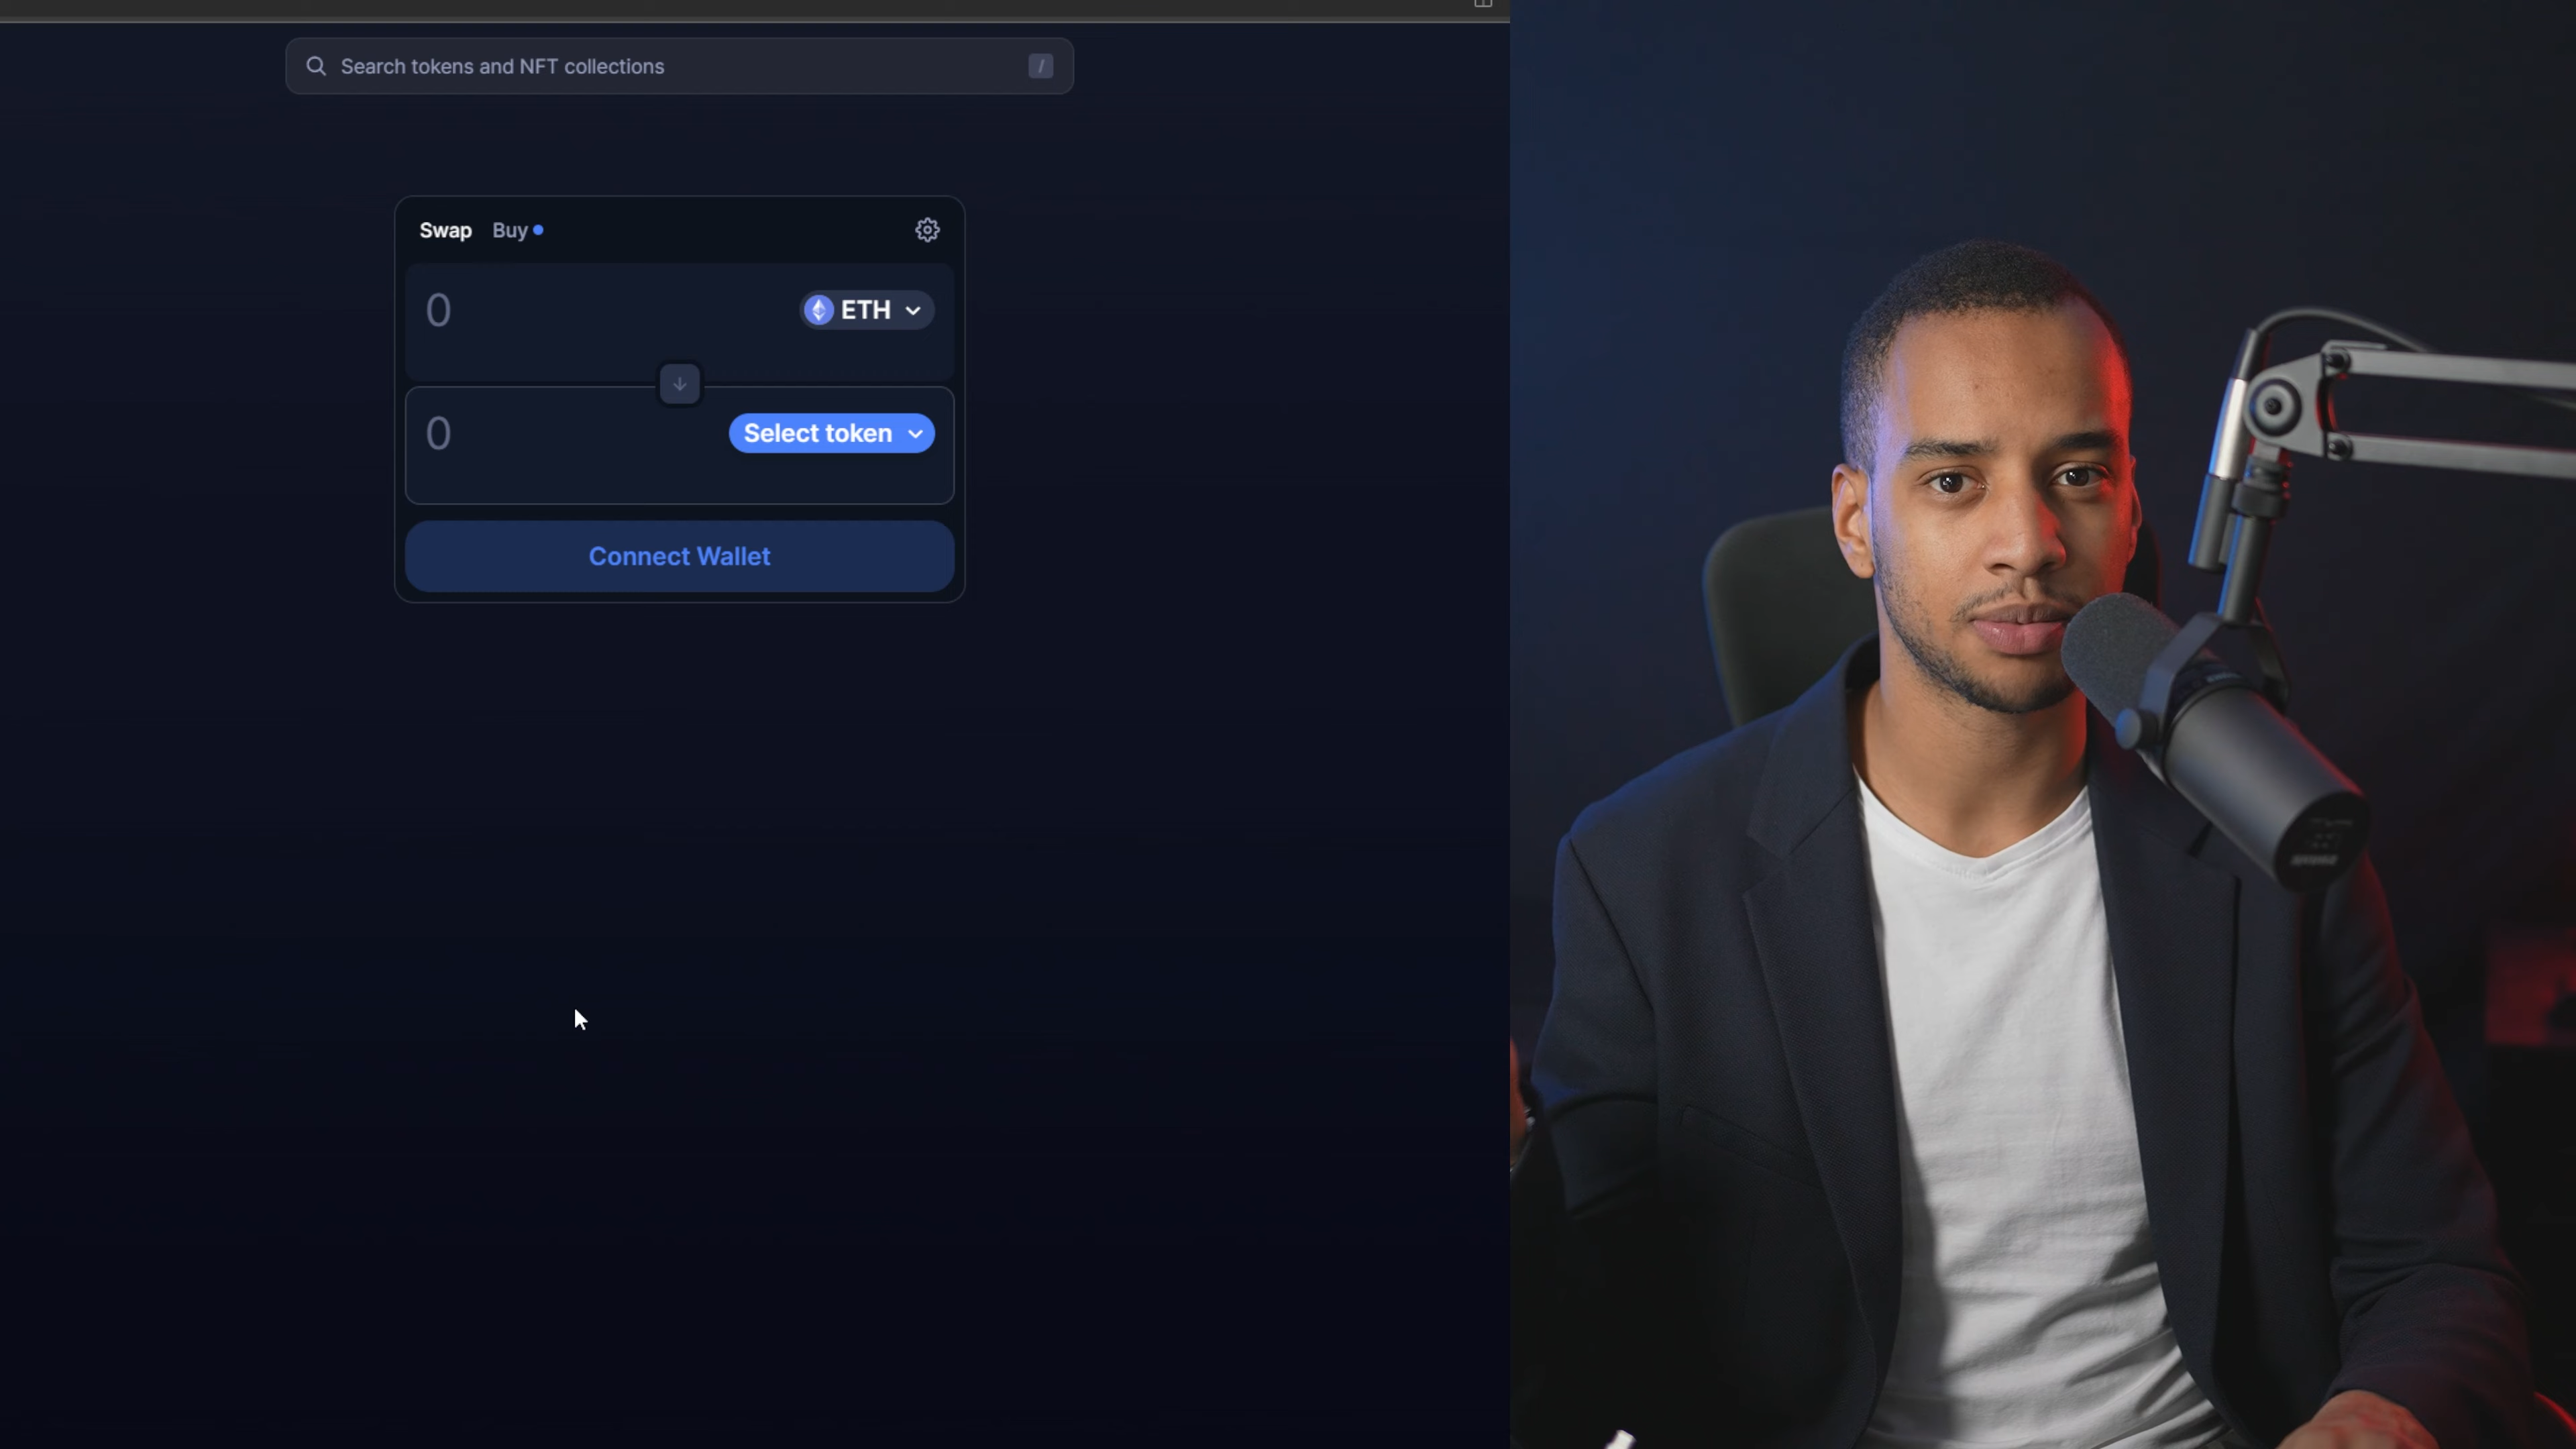 Search tokens and NFT collections /
Swap Buy
0 ETH
0 Select token
Connect Wallet